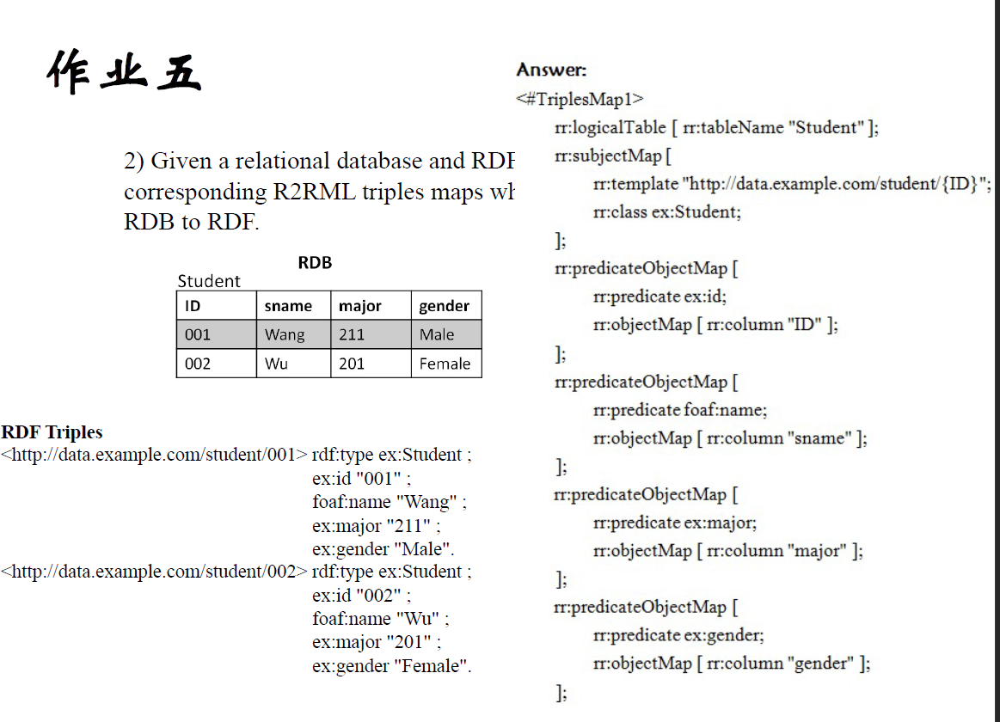 作业五
2) Given a relational database and RDF
corresponding R2RML triples maps wh
RDB to RDF.
RDB
Student
ID sname major gender
001 Wang 211 Male
002 Wu 201 Female
RDF Triples
<http://data.example.com/student/001> rdf:type ex:Student ;
ex:id "001" ;
foaf:name "Wang" ;
ex:major "211" ;
ex:gender "Male".
<http://data.example.com/student/002> rdf:type ex:Student ;
ex:id "002" ;
foaf:name "Wu" ;
ex:major "201" ;
ex:gender "Female".
Answer:
<#TriplesMap1>
rr:logicalTable [ rr:tableName "Student" ];
rr:subjectMap [
rr:template "http://data.example.com/student/{ID}";
rr:class ex:Student;
];
rr:predicateObjectMap [
rr:predicate ex:id;
rr:objectMap [ rr:column "ID" ];
];
rr:predicateObjectMap [
rr:predicate foaf:name;
rr:objectMap [ rr:column "sname" ];
];
rr:predicateObjectMap [
rr:predicate ex:major;
rr:objectMap [ rr:column "major" ];
];
rr:predicateObjectMap [
rr:predicate ex:gender;
rr:objectMap [ rr:column "gender" ];
];